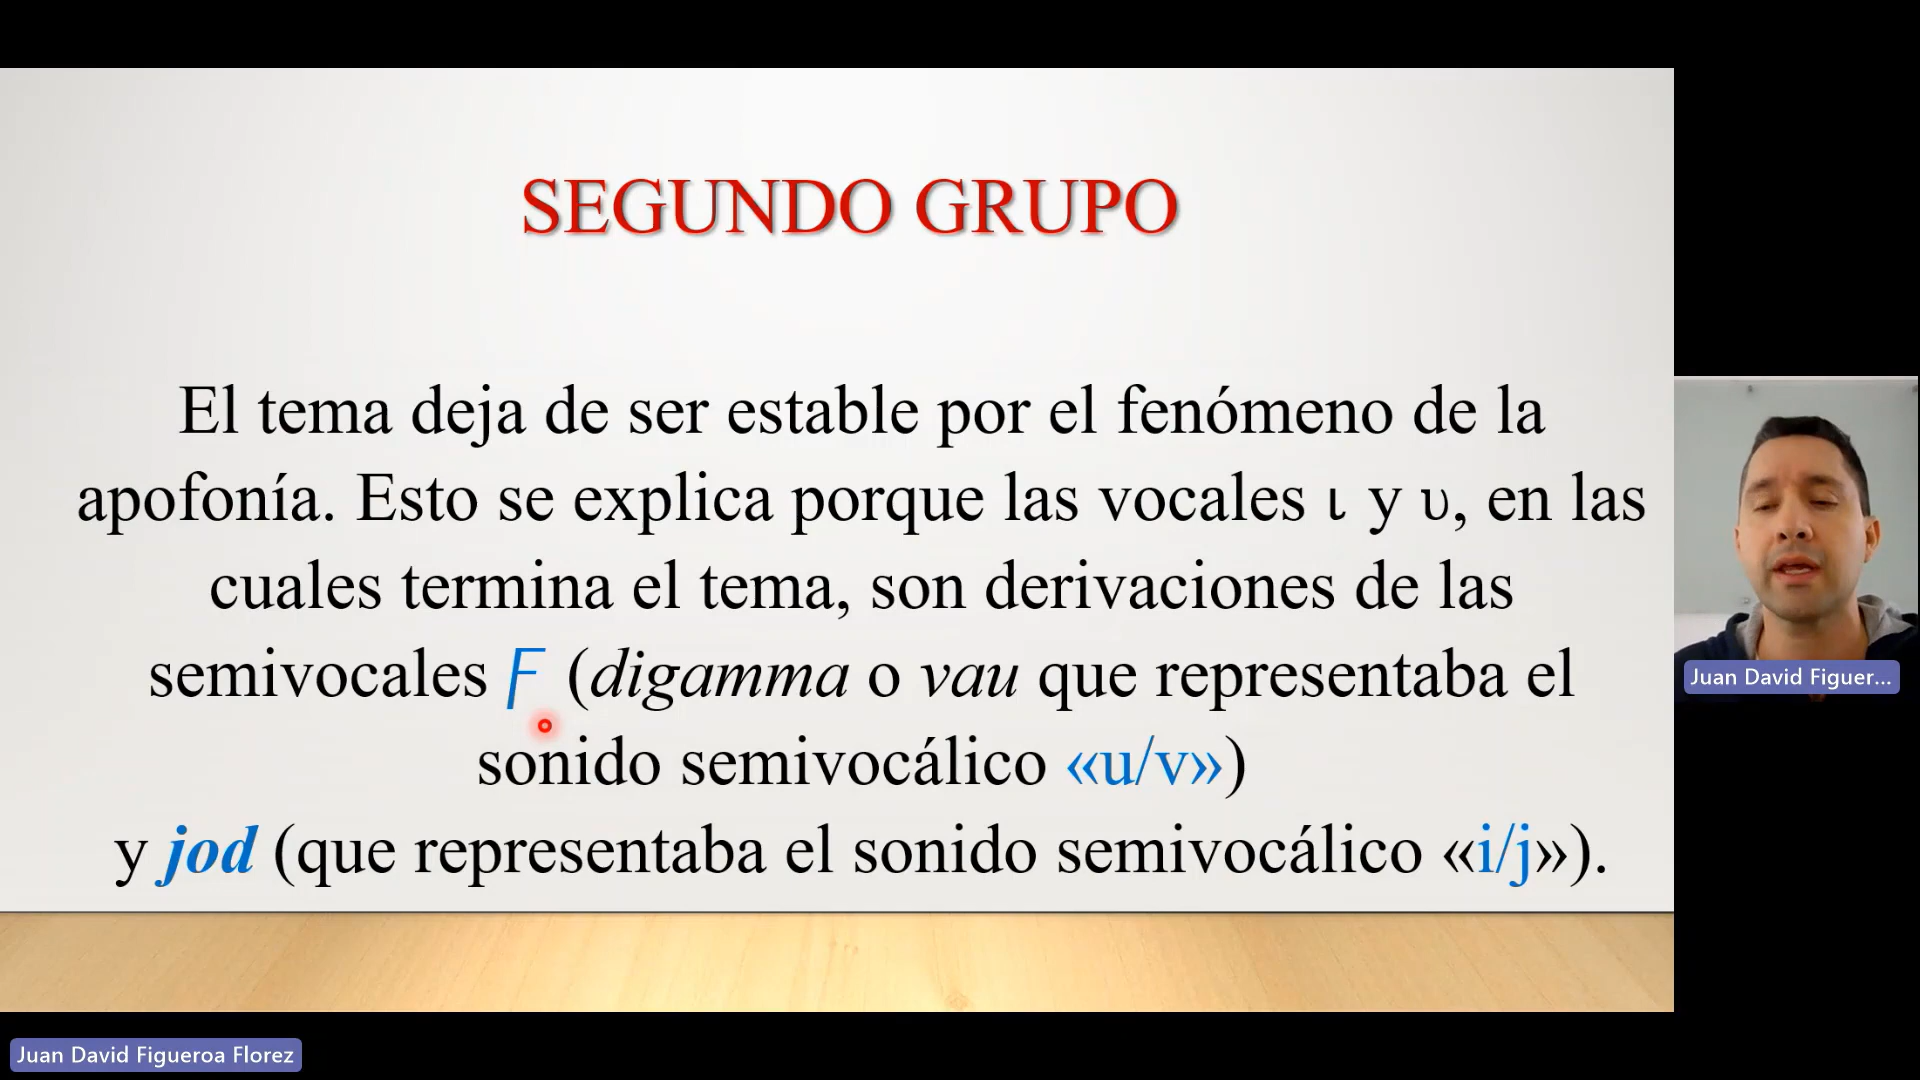 SEGUNDO GRUPO
El tema deja de ser estable por el fenómeno de la
apofonía. Esto se explica porque las vocales ι y υ, en las
cuales termina el tema, son derivaciones de las
semivocales Ϝ (digamma o vau que representaba el
sonido semivocálico «u/v»)
y jod (que representaba el sonido semivocálico «i/j»).
Juan David Figuer...
Juan David Figueroa Florez